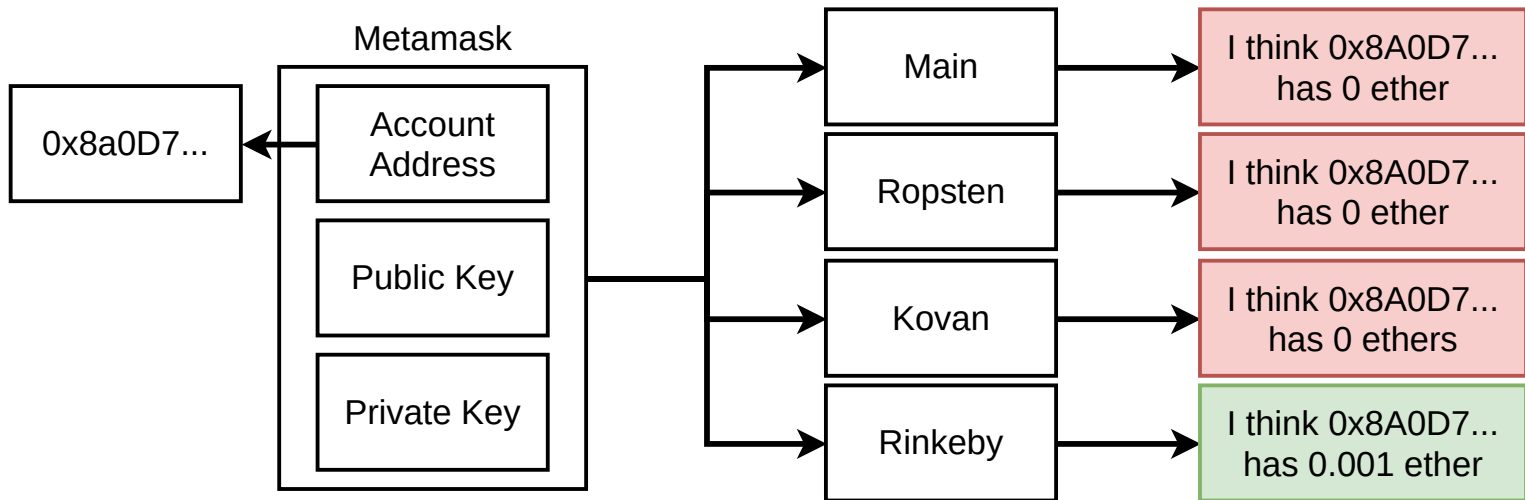 Metamask
0x8a0D7...
Account
Address
Public Key
Private Key
Main
I think 0x8A0D7...
has 0 ether
Ropsten
I think 0x8A0D7...
has 0 ether
Kovan
I think 0x8A0D7...
has 0 ethers
Rinkeby
I think 0x8A0D7...
has 0.001 ether